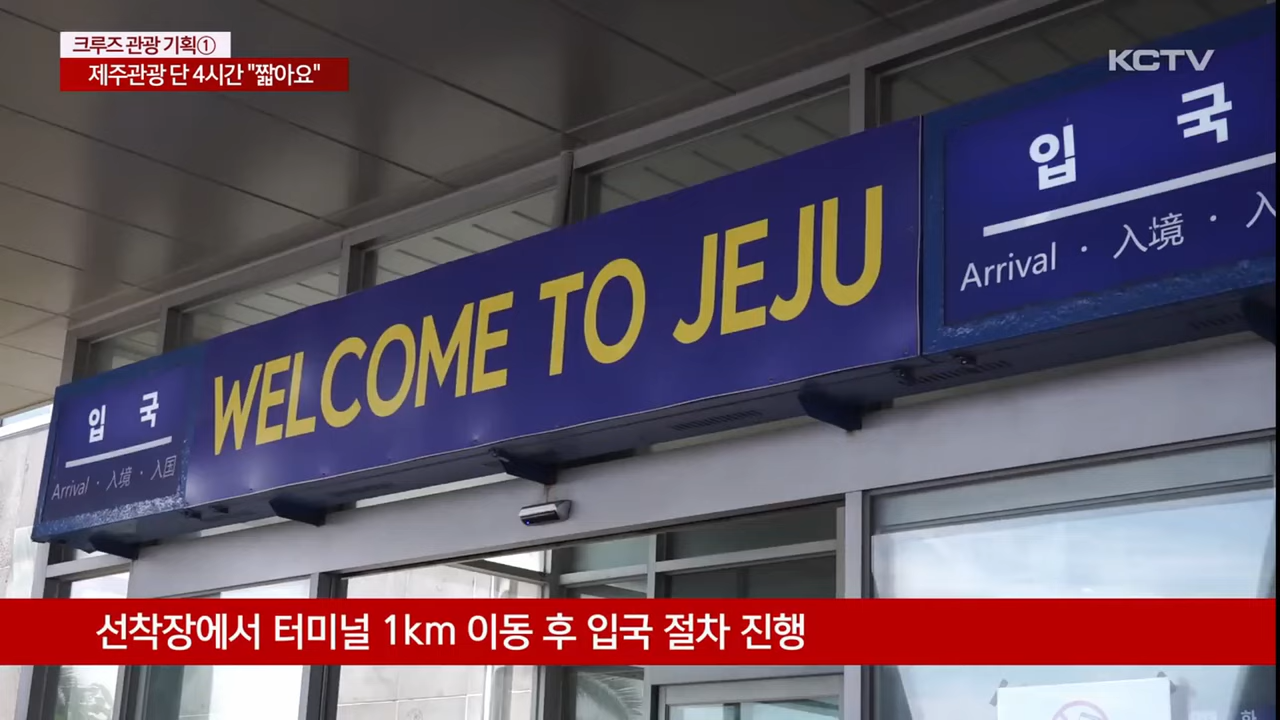 크루즈 관광 기획①
제주관광 단 4시간 "짧아요"
KCTV
입 국
Arrival · 入境 · 入
WELCOME TO JEJU
입 국
Arrival · 入境 · 入国
선착장에서 터미널 1km 이동 후 입국 절차 진행